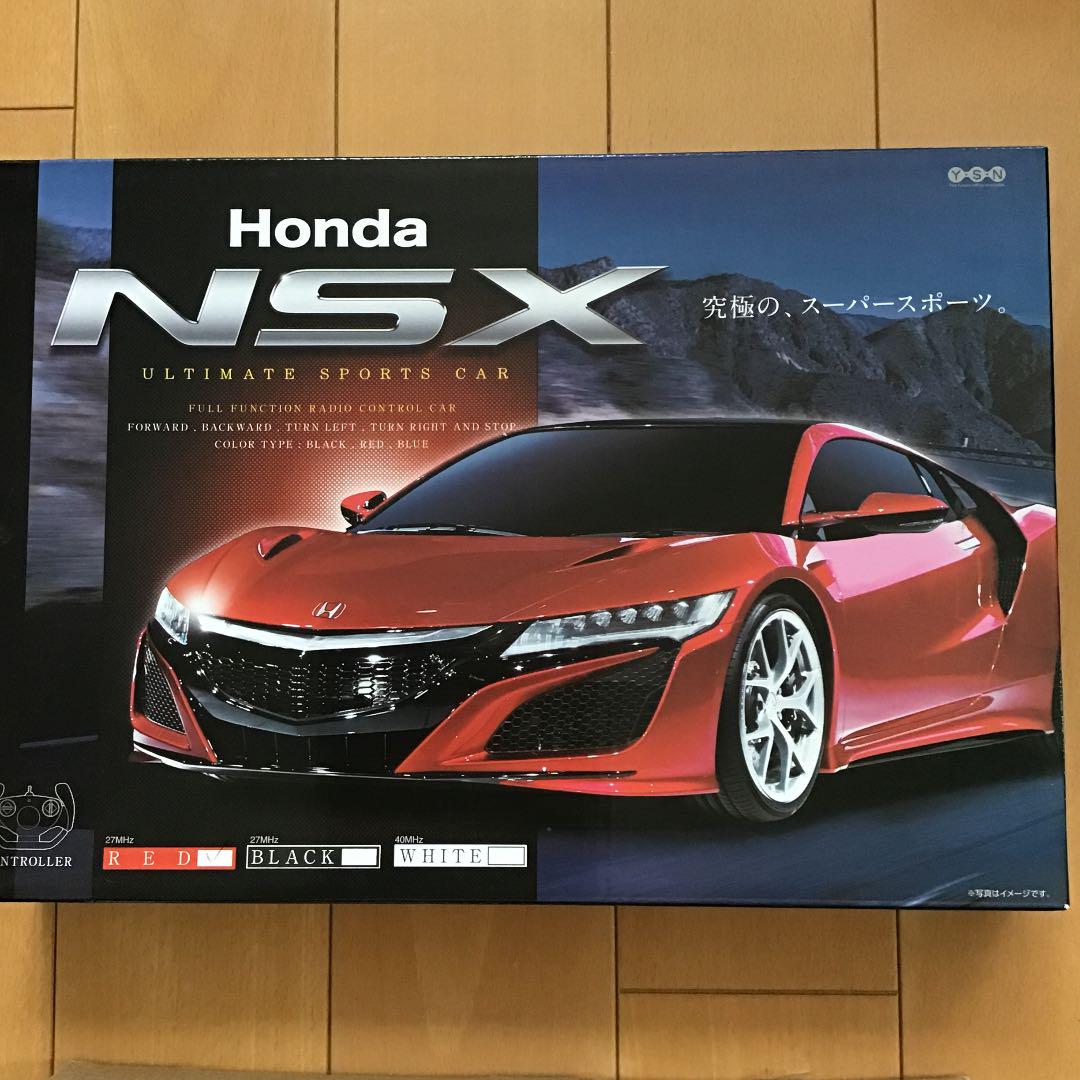 Y-S-N
Honda
NSX
究極の、スーパースポーツ。
ULTIMATE SPORTS CAR
FULL FUNCTION RADIO CONTROL CAR
FORWARD . BACKWARD . TURN LEFT . TURN RIGHT AND STOP
COLOR TYPE : BLACK . RED . BLUE
27MHz
RED
27MHz
BLACK
40MHz
WHITE
NTROLLER
※写真はイメージです。